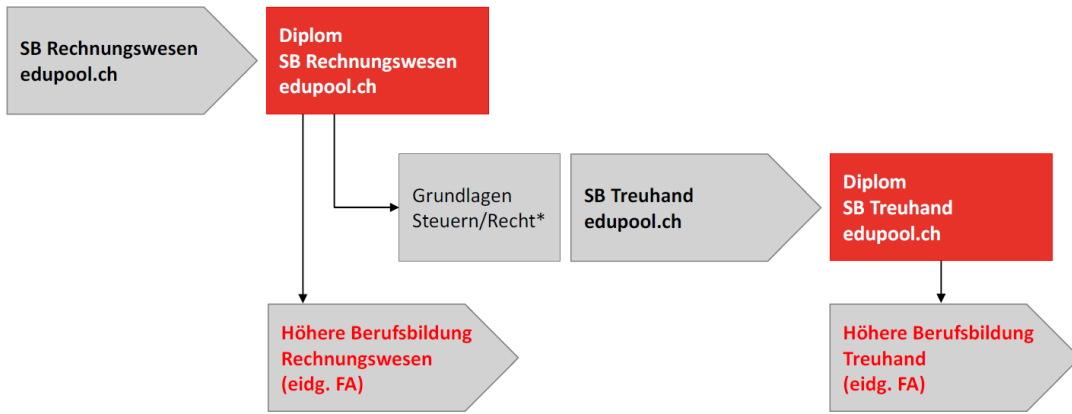 SB Rechnungswesen
edupool.ch
Diplom
SB Rechnungswesen
edupool.ch
Grundlagen
Steuern/Recht*
SB Treuhand
edupool.ch
Diplom
SB Treuhand
edupool.ch
Höhere Berufsbildung
Rechnungswesen
(eidg. FA)
Höhere Berufsbildung
Treuhand
(eidg. FA)